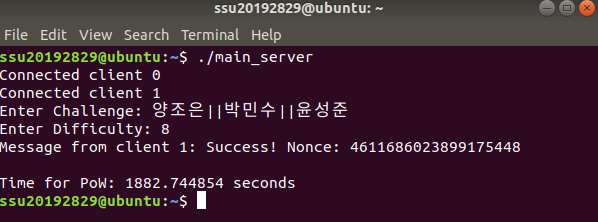 ssu20192829@ubuntu: ~
File Edit View Search Terminal Help
ssu20192829@ubuntu:~$ ./main_server
Connected client 0
Connected client 1
Enter Challenge: 양조은||박민수||윤성준
Enter Difficulty: 8
Message from client 1: Success! Nonce: 4611686023899175448
Time for PoW: 1882.744854 seconds
ssu20192829@ubuntu:~$